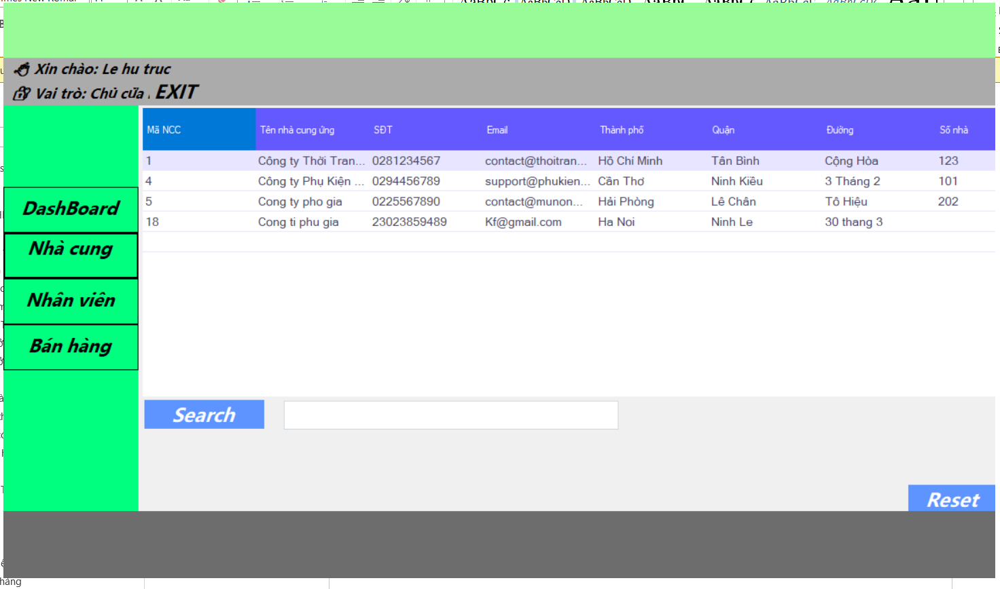 Xin chào: Le hu truc
Vai trò: Chủ cửa EXIT
Mã NCC Tên nhà cung ứng SĐT Email Thành phố Quận Đường Số nhà
1 Công ty Thời Tran... 0281234567 contact@thoitran... Hồ Chí Minh Tân Bình Cộng Hòa 123
4 Công ty Phụ Kiện ... 0294456789 support@phukien... Cần Thơ Ninh Kiều 3 Tháng 2 101
5 Cong ty pho gia 0225567890 contact@munon... Hải Phòng Lê Chân Tô Hiệu 202
18 Cong ti phu gia 23023859489 Kf@gmail.com Ha Noi Ninh Le 30 thang 3
DashBoard
Nhà cung
Nhân viên
Bán hàng
Search
Reset
hàng